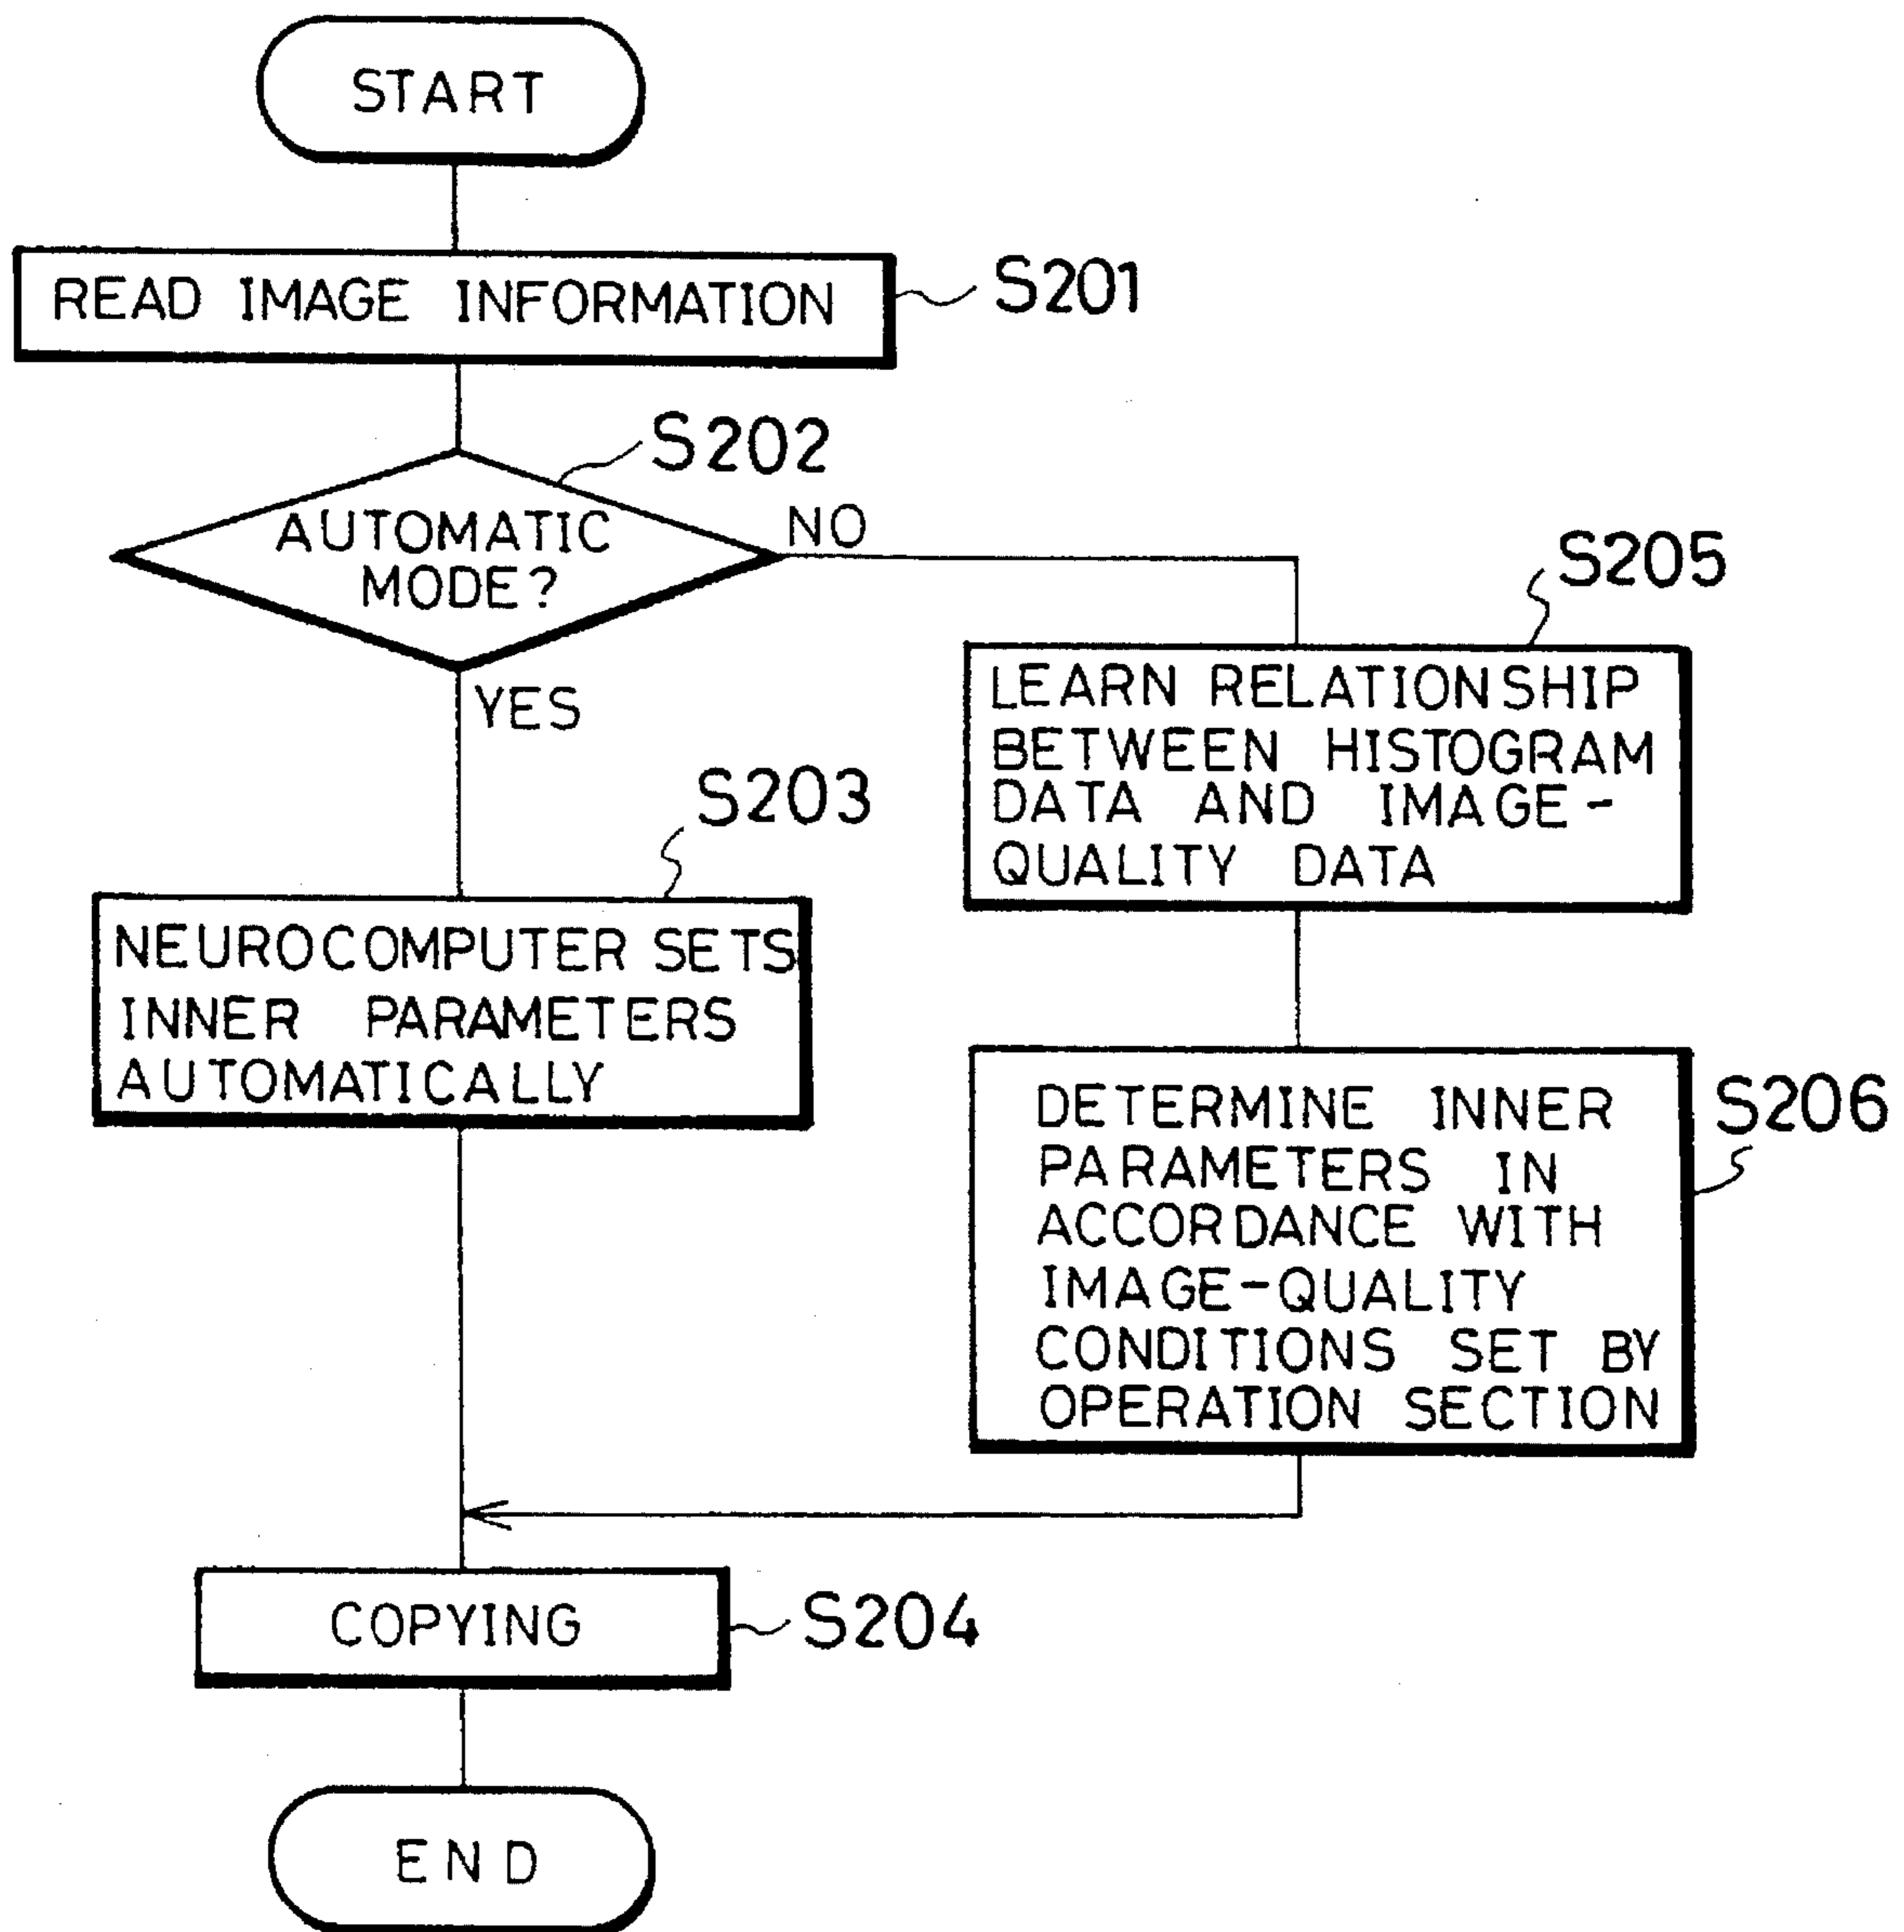 START
READ IMAGE INFORMATION
S201
S202
AUTOMATIC
MODE?
NO
YES
S205
LEARN RELATIONSHIP
BETWEEN HISTOGRAM
DATA AND IMAGE-
QUALITY DATA
S203
NEUROCOMPUTER SETS
INNER PARAMETERS
AUTOMATICALLY
S206
DETERMINE INNER
PARAMETERS IN
ACCORDANCE WITH
IMAGE-QUALITY
CONDITIONS SET BY
OPERATION SECTION
COPYING
S204
END